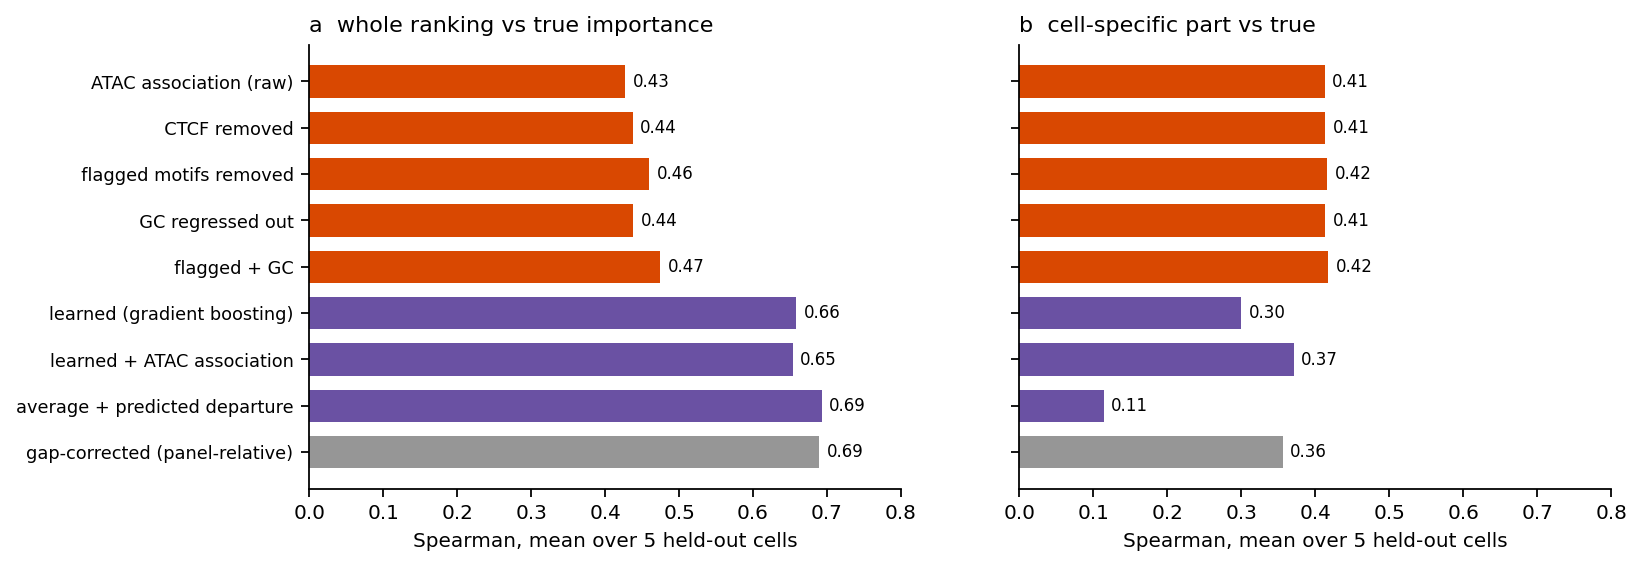 a  whole ranking vs true importance
ATAC association (raw)
0.43
CTCF removed
0.44
flagged motifs removed
0.46
GC regressed out
0.44
flagged + GC
0.47
learned (gradient boosting)
0.66
learned + ATAC association
0.65
average + predicted departure
0.69
gap-corrected (panel-relative)
0.69
0.0 0.1 0.2 0.3 0.4 0.5 0.6 0.7 0.8
Spearman, mean over 5 held-out cells
b  cell-specific part vs true
0.41
0.41
0.42
0.41
0.42
0.30
0.37
0.11
0.36
0.0 0.1 0.2 0.3 0.4 0.5 0.6 0.7 0.8
Spearman, mean over 5 held-out cells